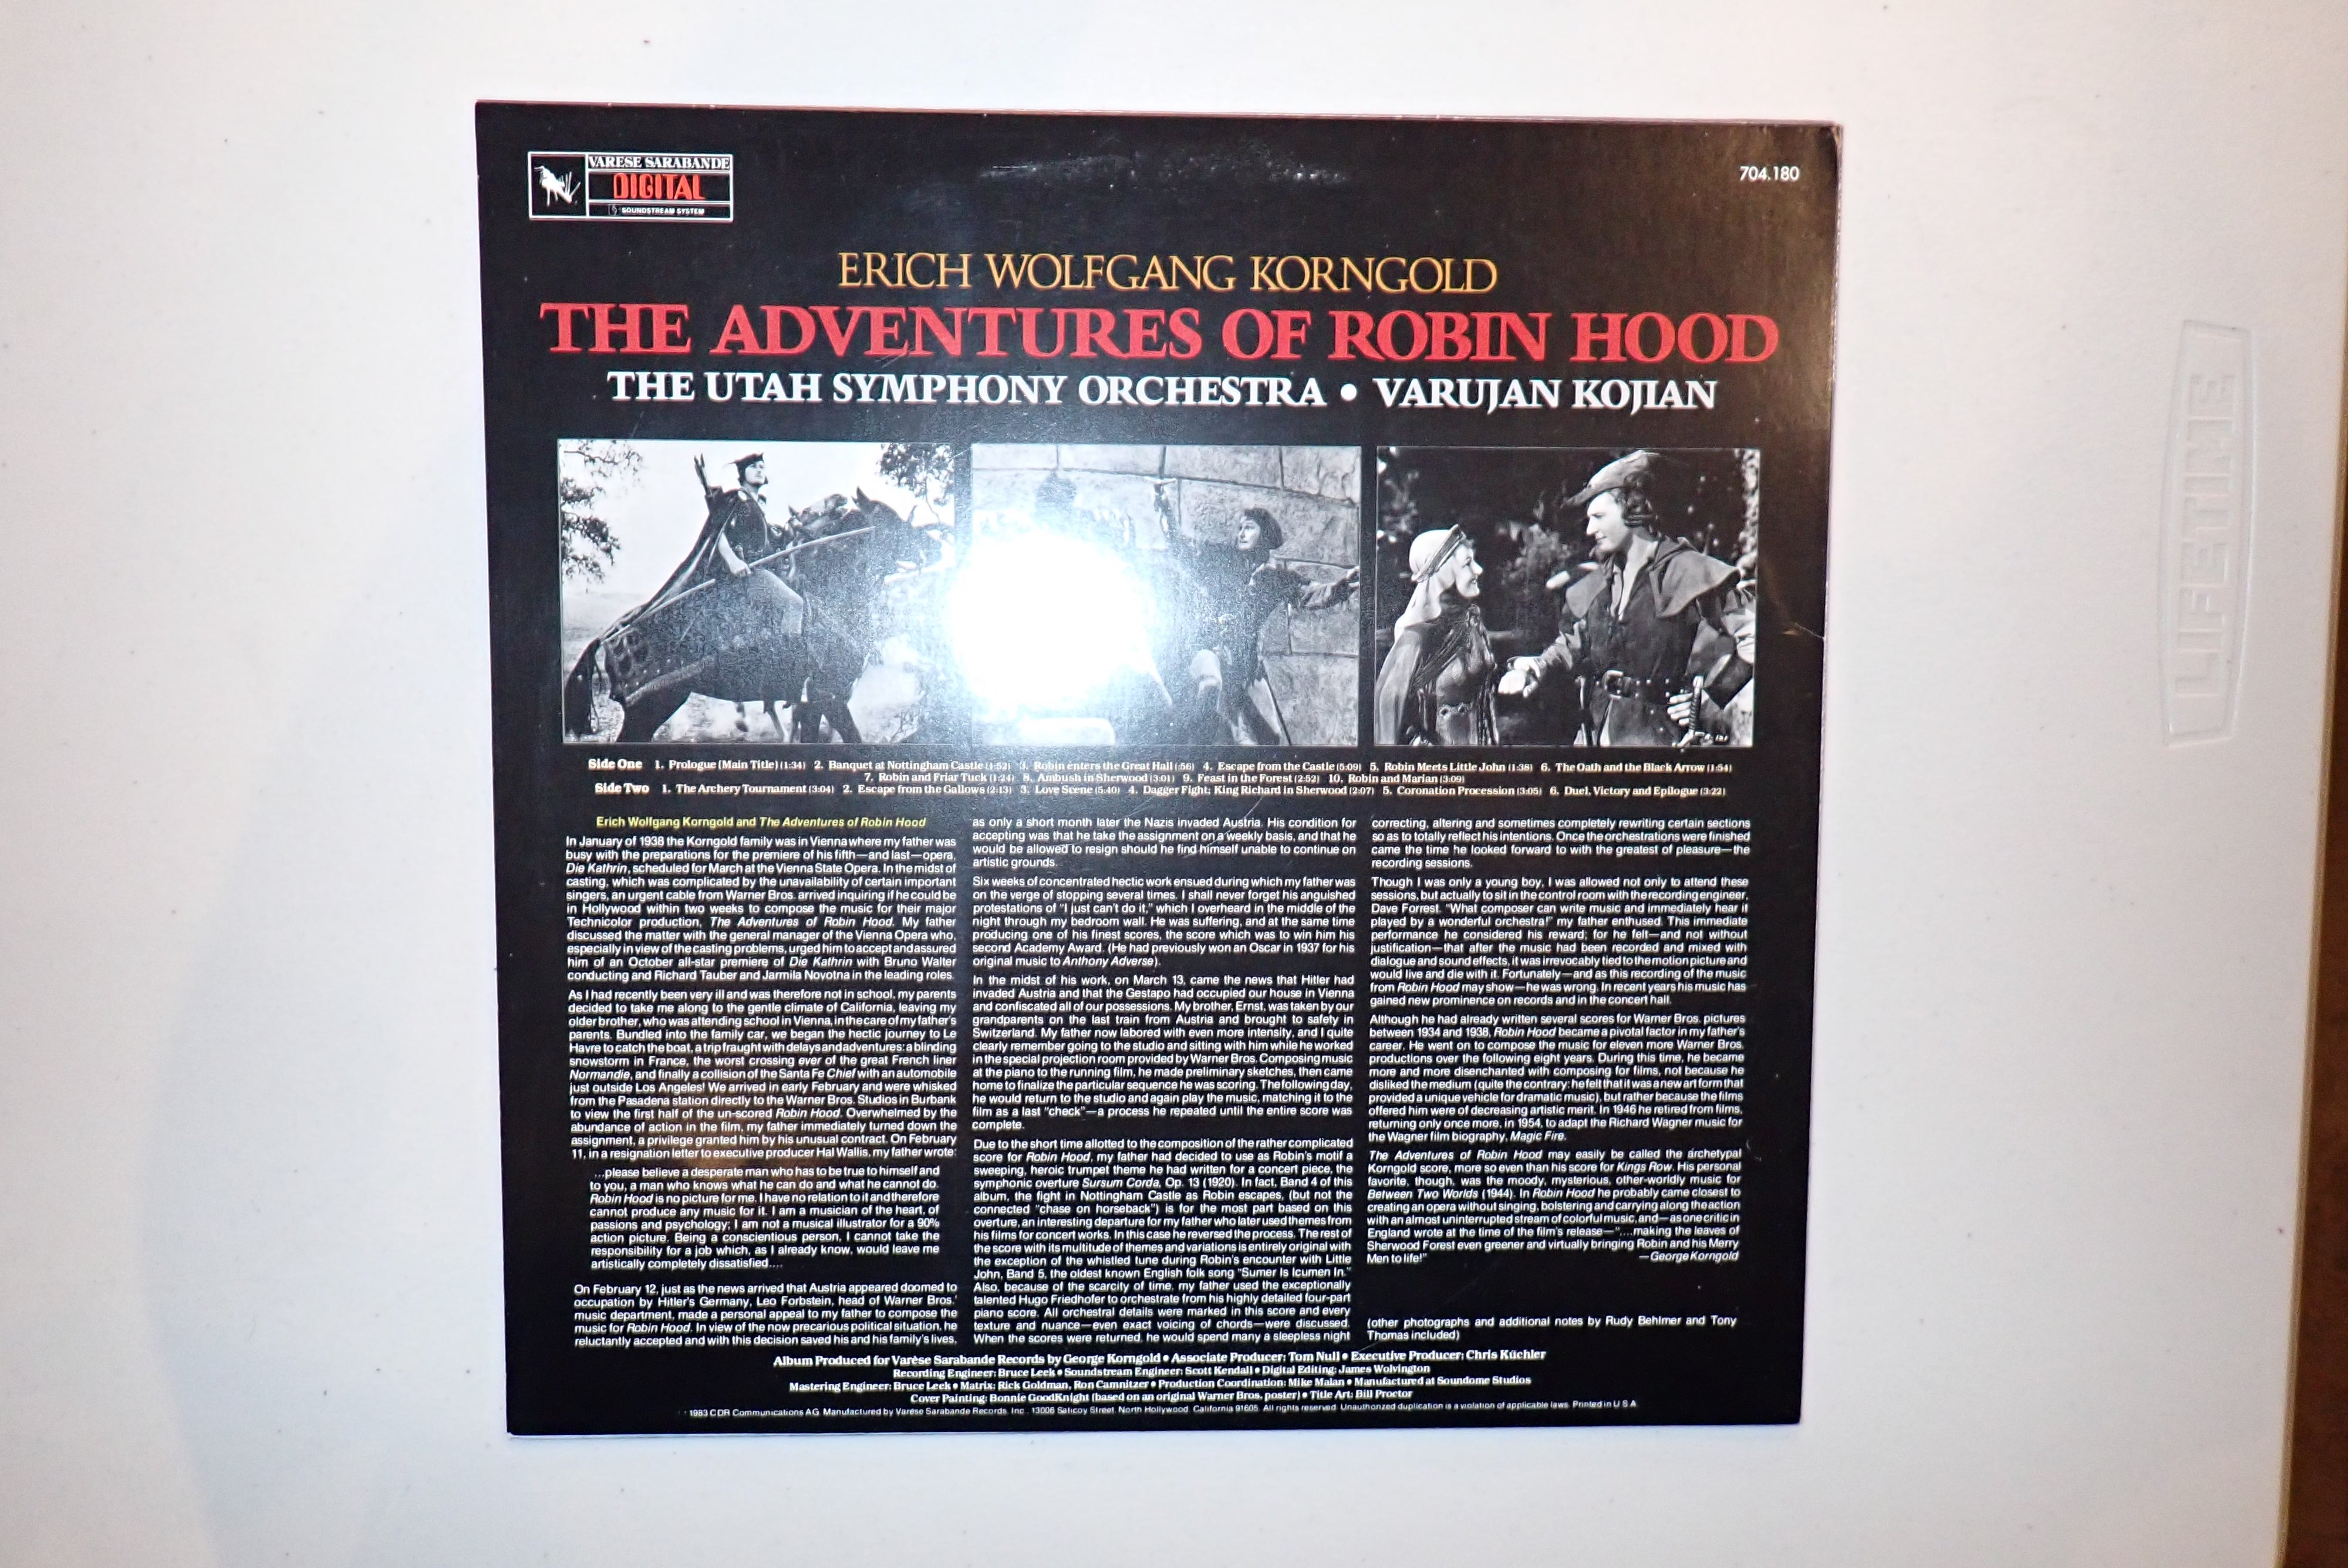 VARESE SARABANDE
DIGITAL
SOUNDSTREAM SYSTEM
704.180
ERICH WOLFGANG KORNGOLD
THE ADVENTURES OF ROBIN HOOD
THE UTAH SYMPHONY ORCHESTRA • VARUJAN KOJIAN
LIFETIME
Side One 1. Prologue (Main Title) (1:34) 2. Banquet at Nottingham Castle (1:52) 3. Robin enters the Great Hall (:56) 4. Escape from the Castle (5:09) 5. Robin Meets Little John (1:38) 6. The Oath and the Black Arrow (1:54)
7. Robin and Friar Tuck (1:24) 8. Ambush in Sherwood (3:01) 9. Feast in the Forest (2:52) 10. Robin and Marian (3:09)
Side Two 1. The Archery Tournament (3:04) 2. Escape from the Gallows (2:13) 3. Love Scene (5:40) 4. Dagger Fight; King Richard in Sherwood (2:07) 5. Coronation Procession (3:05) 6. Duel, Victory and Epilogue (3:22)
Erich Wolfgang Korngold and The Adventures of Robin Hood
In January of 1938 the Korngold family was in Vienna where my father was
busy with the preparations for the premiere of his fifth—and last—opera,
Die Kathrin, scheduled for March at the Vienna State Opera. In the midst of
casting, which was complicated by the unavailability of certain important
singers, an urgent cable from Warner Bros. arrived inquiring if he could be
in Hollywood within two weeks to compose the music for their major
Technicolor production, The Adventures of Robin Hood. My father
discussed the matter with the general manager of the Vienna Opera who,
especially in view of the casting problems, urged him to accept and assured
him of an October all-star premiere of Die Kathrin with Bruno Walter
conducting and Richard Tauber and Jarmila Novotna in the leading roles.
As I had recently been very ill and was therefore not in school, my parents
decided to take me along to the gentle climate of California, leaving my
older brother, who was attending school in Vienna, in the care of my father's
parents. Bundled into the family car, we began the hectic journey to Le
Havre to catch the boat, a trip fraught with delays and adventures: a blinding
snowstorm in France, the worst crossing ever of the great French liner
Normandie, and finally a collision of the Santa Fe Chief with an automobile
just outside Los Angeles! We arrived in early February and were whisked
from the Pasadena station directly to the Warner Bros. Studios in Burbank
to view the first half of the un-scored Robin Hood. Overwhelmed by the
abundance of action in the film, my father immediately turned down the
assignment, a privilege granted him by his unusual contract. On February
11, in a resignation letter to executive producer Hal Wallis, my father wrote:
...please believe a desperate man who has to be true to himself and
to you, a man who knows what he can do and what he cannot do.
Robin Hood is no picture for me. I have no relation to it and therefore
cannot produce any music for it. I am a musician of the heart, of
passions and psychology; I am not a musical illustrator for a 90%
action picture. Being a conscientious person, I cannot take the
responsibility for a job which, as I already know, would leave me
artistically completely dissatisfied....
On February 12, just as the news arrived that Austria appeared doomed to
occupation by Hitler's Germany, Leo Forbstein, head of Warner Bros.'
music department, made a personal appeal to my father to compose the
music for Robin Hood. In view of the now precarious political situation, he
reluctantly accepted and with this decision saved his and his family's lives,
as only a short month later the Nazis invaded Austria. His condition for
accepting was that he take the assignment on a weekly basis, and that he
would be allowed to resign should he find himself unable to continue on
artistic grounds.
Six weeks of concentrated hectic work ensued during which my father was
on the verge of stopping several times. I shall never forget his anguished
protestations of "I just can't do it," which I overheard in the middle of the
night through my bedroom wall. He was suffering, and at the same time
producing one of his finest scores, the score which was to win him his
second Academy Award. (He had previously won an Oscar in 1937 for his
original music to Anthony Adverse).
In the midst of his work, on March 13, came the news that Hitler had
invaded Austria and that the Gestapo had occupied our house in Vienna
and confiscated all of our possessions. My brother, Ernst, was taken by our
grandparents on the last train from Austria and brought to safety in
Switzerland. My father now labored with even more intensity, and I quite
clearly remember going to the studio and sitting with him while he worked
in the special projection room provided by Warner Bros. Composing music
at the piano to the running film, he made preliminary sketches, then came
home to finalize the particular sequence he was scoring. The following day,
he would return to the studio and again play the music, matching it to the
film as a last "check"—a process he repeated until the entire score was
complete.
Due to the short time allotted to the composition of the rather complicated
score for Robin Hood, my father had decided to use as Robin's motif a
sweeping, heroic trumpet theme he had written for a concert piece, the
symphonic overture Sursum Corda, Op. 13 (1920). In fact, Band 4 of this
album, the fight in Nottingham Castle as Robin escapes, (but not the
connected "chase on horseback") is for the most part based on this
overture, an interesting departure for my father who later used themes from
his films for concert works. In this case he reversed the process. The rest of
the score with its multitude of themes and variations is entirely original with
the exception of the whistled tune during Robin's encounter with Little
John, Band 5, the oldest known English folk song "Sumer Is Icumen In."
Also, because of the scarcity of time, my father used the exceptionally
talented Hugo Friedhofer to orchestrate from his highly detailed four-part
piano score. All orchestral details were marked in this score and every
texture and nuance—even exact voicing of chords—were discussed.
When the scores were returned, he would spend many a sleepless night
correcting, altering and sometimes completely rewriting certain sections
so as to totally reflect his intentions. Once the orchestrations were finished
came the time he looked forward to with the greatest of pleasure—the
recording sessions.
Though I was only a young boy, I was allowed not only to attend these
sessions, but actually to sit in the control room with the recording engineer,
Dave Forrest. "What composer can write music and immediately hear it
played by a wonderful orchestra!" my father enthused. This immediate
performance he considered his reward; for he felt—and not without
justification—that after the music had been recorded and mixed with
dialogue and sound effects, it was irrevocably tied to the motion picture and
would live and die with it. Fortunately—and as this recording of the music
from Robin Hood may show—he was wrong. In recent years his music has
gained new prominence on records and in the concert hall.
Although he had already written several scores for Warner Bros. pictures
between 1934 and 1938, Robin Hood became a pivotal factor in my father's
career. He went on to compose the music for eleven more Warner Bros.
productions over the following eight years. During this time, he became
more and more disenchanted with composing for films, not because he
disliked the medium (quite the contrary: he felt that it was a new art form that
provided a unique vehicle for dramatic music), but rather because the films
offered him were of decreasing artistic merit. In 1946 he retired from films,
returning only once more, in 1954, to adapt the Richard Wagner music for
the Wagner film biography, Magic Fire.
The Adventures of Robin Hood may easily be called the archetypal
Korngold score, more so even than his score for Kings Row. His personal
favorite, though, was the moody, mysterious, other-worldly music for
Between Two Worlds (1944). In Robin Hood he probably came closest to
creating an opera without singing, bolstering and carrying along the action
with an almost uninterrupted stream of colorful music, and—as one critic in
England wrote at the time of the film's release—"....making the leaves of
Sherwood Forest even greener and virtually bringing Robin and his Merry
Men to life!"
—George Korngold
(other photographs and additional notes by Rudy Behlmer and Tony
Thomas included)
Album Produced for Varèse Sarabande Records by George Korngold • Associate Producer: Tom Null • Executive Producer: Chris Küchler
Recording Engineer: Bruce Leek • Soundstream Engineer: Scott Kendall • Digital Editing: James Wolvington
Mastering Engineer: Bruce Leek • Matrix: Rick Goldman, Ron Camnitzer • Production Coordination: Mike Malan • Manufactured at Soundome Studios
Cover Painting: Bonnie GoodKnight (based on an original Warner Bros. poster) • Title Art: Bill Proctor
1983 CDR Communications AG. Manufactured by Varese Sarabande Records, Inc., 13006 Saticoy Street, North Hollywood, California 91605. All rights reserved. Unauthorized duplication is a violation of applicable laws. Printed in U.S.A.